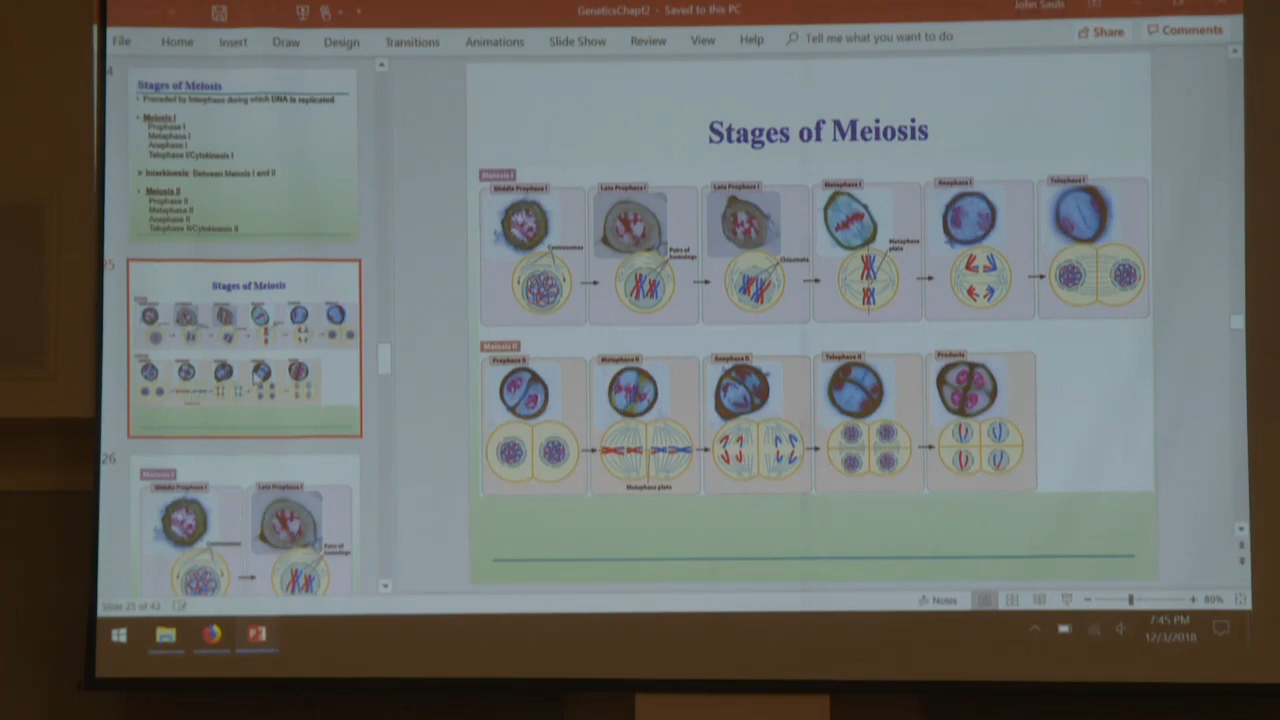 GeneticsChapt2 - Saved to this PC
John Sauls
File Home Insert Draw Design Transitions Animations Slide Show Review View Help Tell me what you want to do Share Comments
4
Stages of Meiosis
• Preceded by Interphase during which DNA is replicated.
• Meiosis I
Prophase I
Metaphase I
Anaphase I
Telophase I/Cytokinesis I
Interkinesis: Between Meiosis I and II
• Meiosis II
Prophase II
Metaphase II
Anaphase II
Telophase II/Cytokinesis II
25
Stages of Meiosis
26
Meiosis I
Middle Prophase I Late Prophase I
Centrosomes
Pairs of
homologs
Stages of Meiosis
Meiosis I
Middle Prophase I Late Prophase I Late Prophase I Metaphase I Anaphase I Telophase I
Centrosomes
Pairs of
homologs
Chiasmata
Metaphase
plate
Meiosis II
Prophase II Metaphase II Anaphase II Telophase II Products
Metaphase plate
Slide 25 of 43
Notes
80%
7:45 PM
12/3/2018